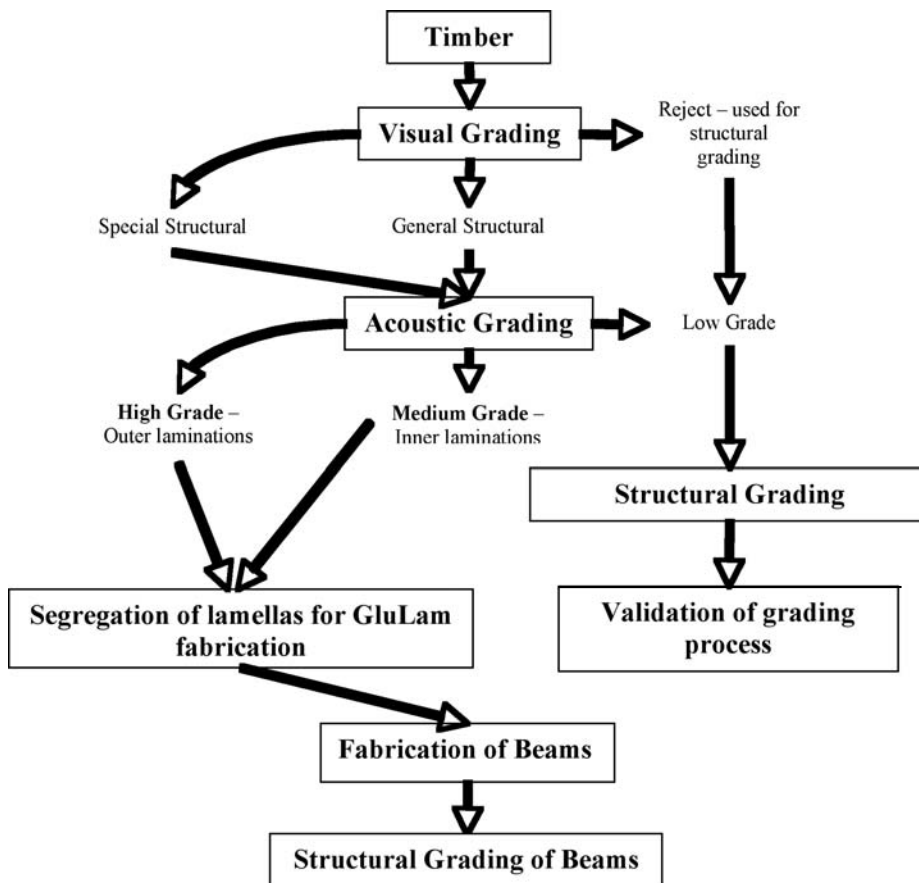 Timber
Visual Grading
Reject – used for
structural
grading
Special Structural
General Structural
Acoustic Grading
Low Grade
High Grade –
Outer laminations
Medium Grade –
Inner laminations
Structural Grading
Segregation of lamellas for GluLam
fabrication
Validation of grading
process
Fabrication of Beams
Structural Grading of Beams